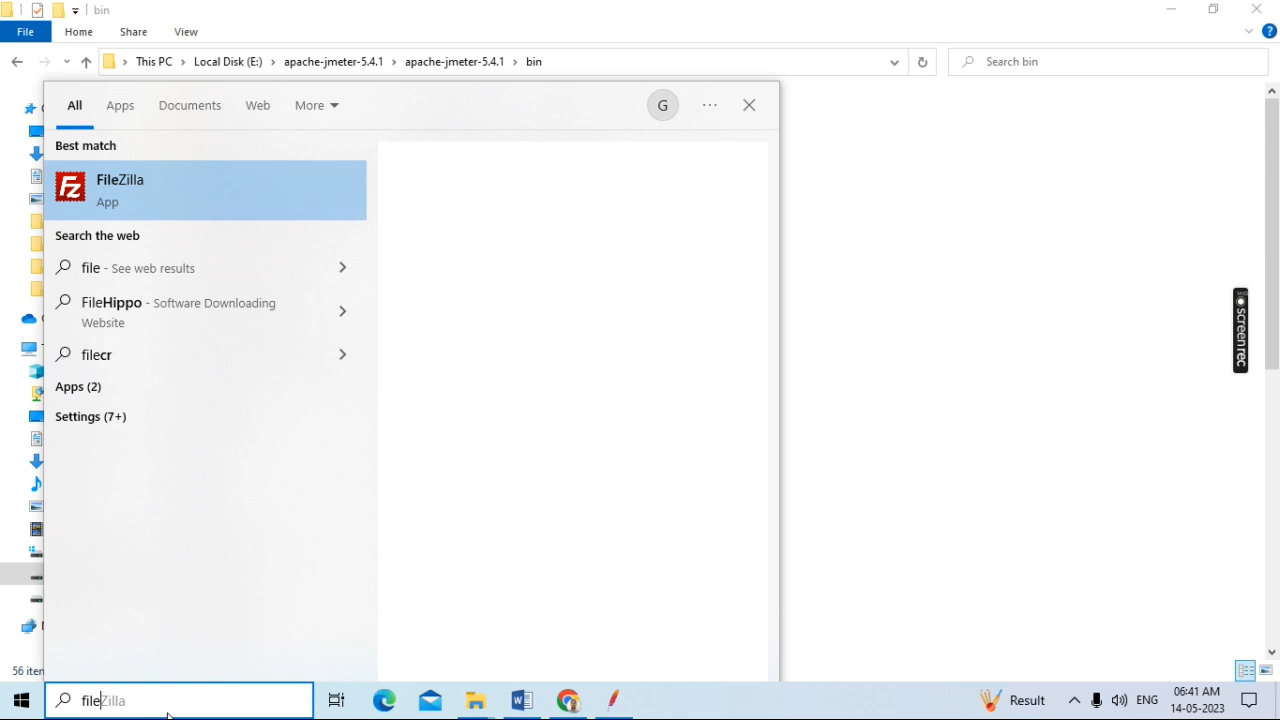 bin
File Home Share View
This PC Local Disk (E:) apache-jmeter-5.4.1 apache-jmeter-5.4.1 bin
Search bin
All Apps Documents Web More
G
Best match
Fz
FileZilla
App
Search the web
file - See web results
FileHippo - Software Downloading
Website
filecr
Apps (2)
Settings (7+)
screenrec
56 iten
fileZilla
Result
ENG
06:41 AM
14-05-2023